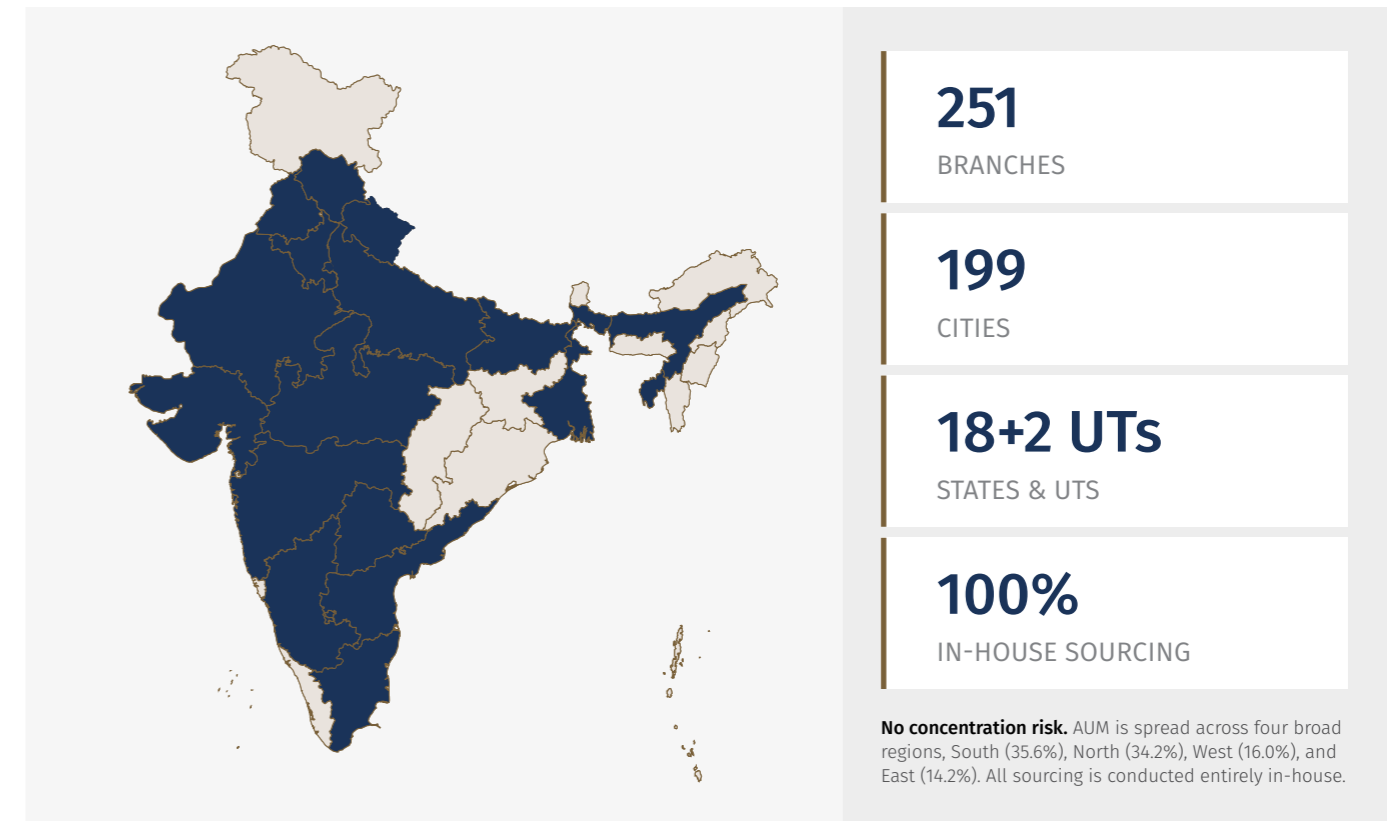 251
BRANCHES
199
CITIES
18+2 UTs
STATES & UTS
100%
IN-HOUSE SOURCING
No concentration risk. AUM is spread across four broad
regions, South (35.6%), North (34.2%), West (16.0%), and
East (14.2%). All sourcing is conducted entirely in-house.